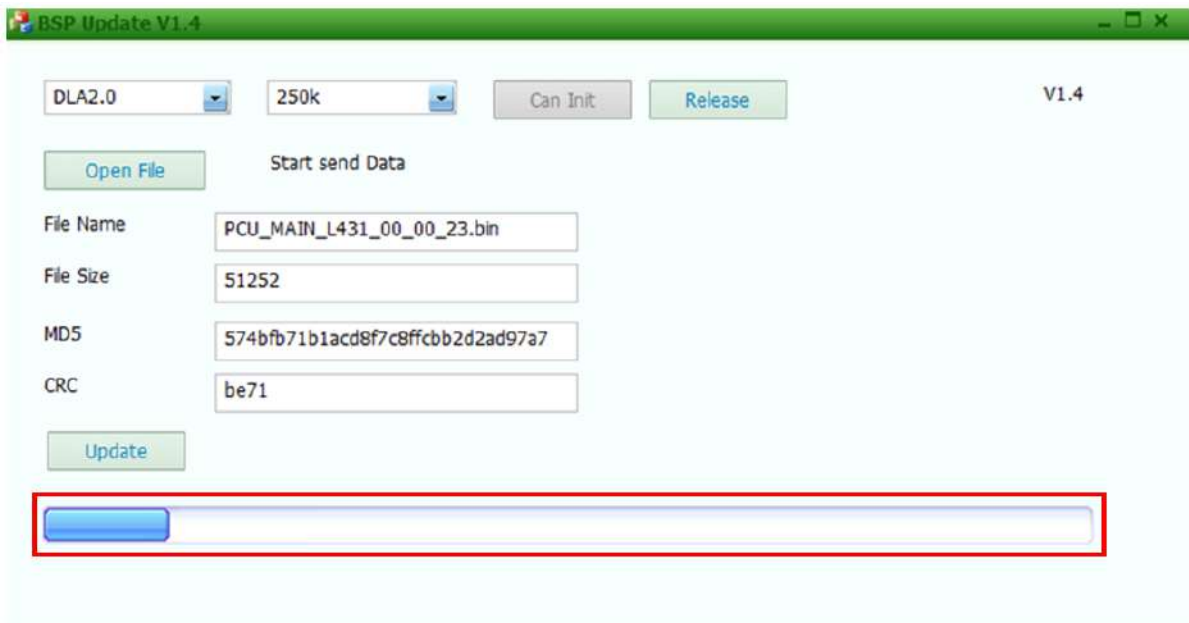 BSP Update V1.4
DLA2.0 250k Can Init Release V1.4
Open File Start send Data
File Name PCU_MAIN_L431_00_00_23.bin
File Size 51252
MD5 574bfb71b1acd8f7c8ffcbb2d2ad97a7
CRC be71
Update